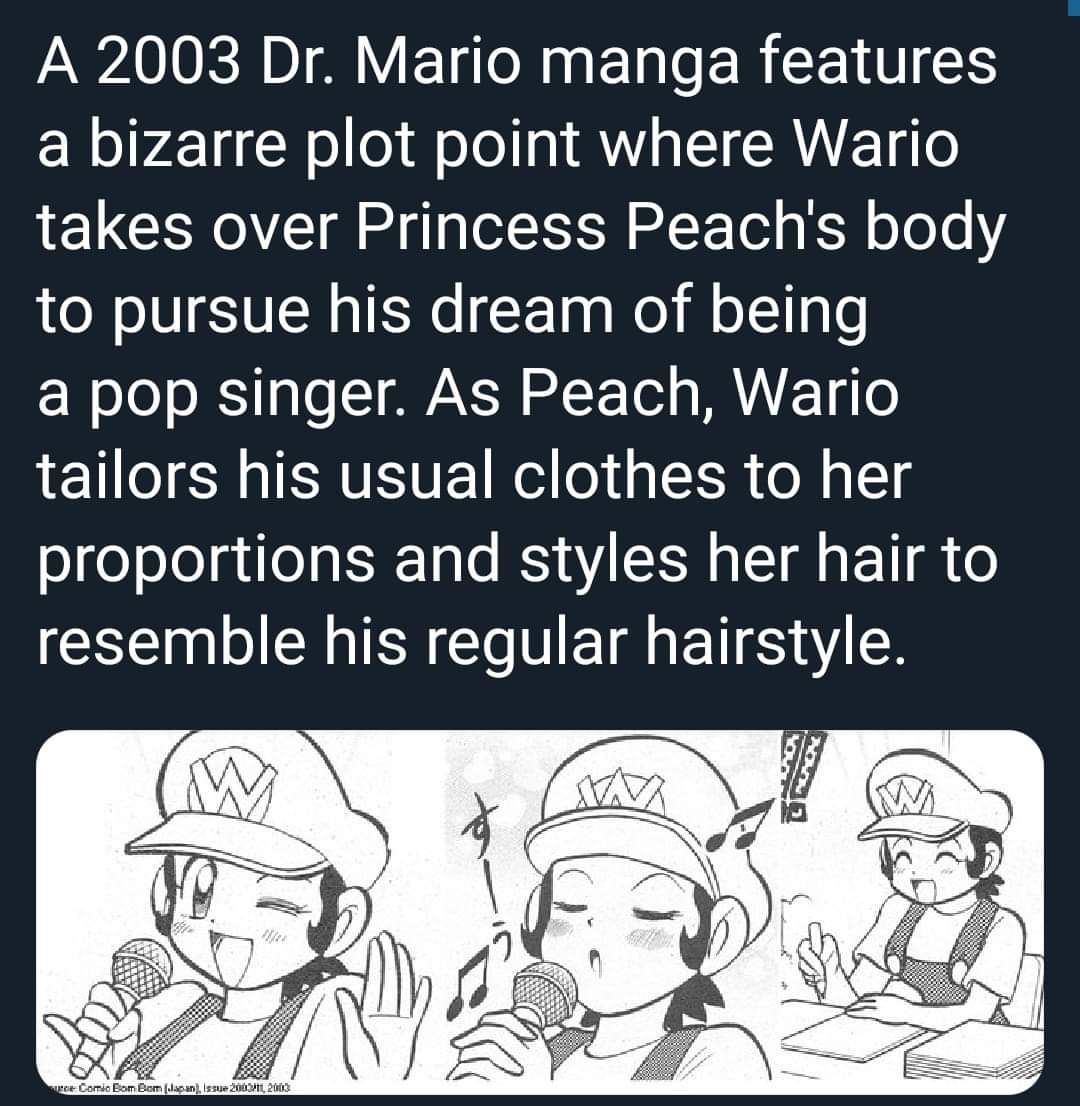 A 2003 Dr. Mario manga features
a bizarre plot point where Wario
takes over Princess Peach's body
to pursue his dream of being
a pop singer. As Peach, Wario
tailors his usual clothes to her
proportions and styles her hair to
resemble his regular hairstyle.
W
す
W
W
Comic Bom Bom (Japan), Issue 2003/11, 2003